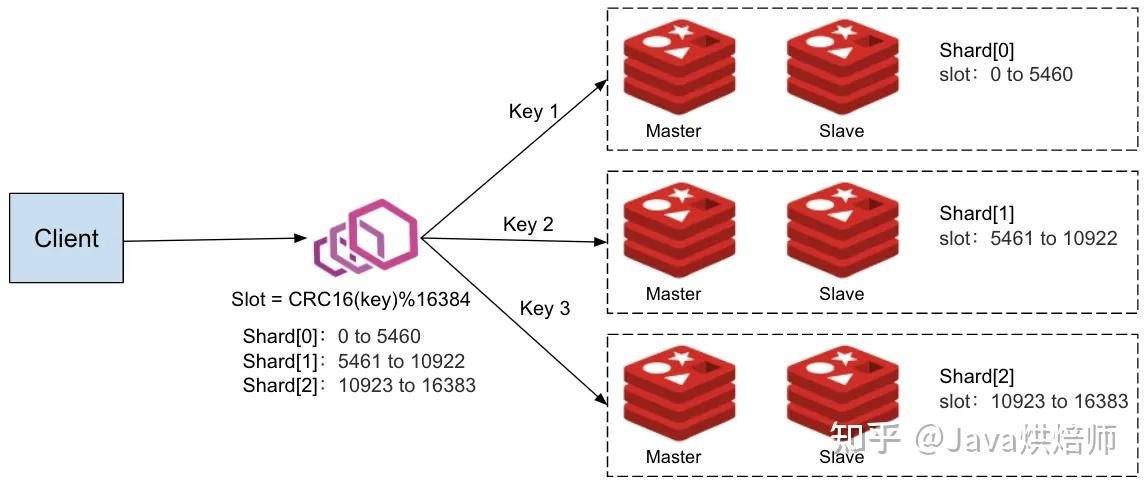 Client
Slot = CRC16(key)%16384
Shard[0]：0 to 5460
Shard[1]：5461 to 10922
Shard[2]：10923 to 16383
Key 1
Key 2
Key 3
Master
Slave
Shard[0]
slot：0 to 5460
Master
Slave
Shard[1]
slot：5461 to 10922
Master
Slave
Shard[2]
slot：10923 to 16383
知乎 @Java烘焙师